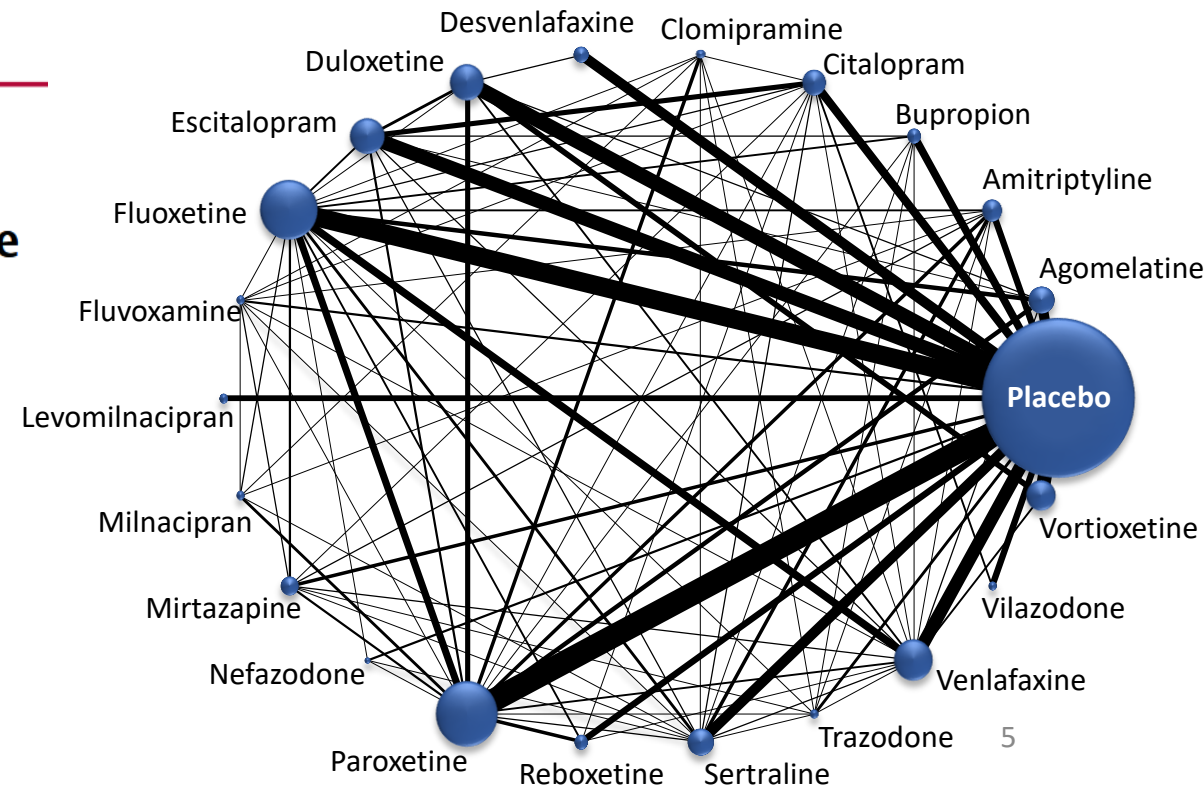 Desvenlafaxine
Clomipramine
Duloxetine
Citalopram
Escitalopram
Bupropion
Amitriptyline
Fluoxetine
e
Agomelatine
Fluvoxamine
Placebo
Levomilnacipran
Milnacipran
Vortioxetine
Mirtazapine
Vilazodone
Nefazodone
Venlafaxine
Paroxetine
Reboxetine
Sertraline
Trazodone
5